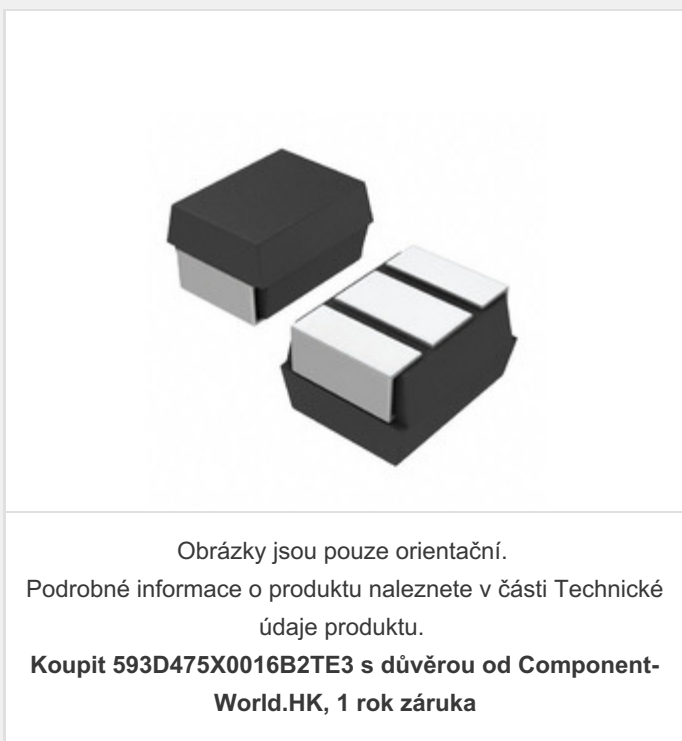 Obrázky jsou pouze orientační.
Podrobné informace o produktu naleznete v části Technické
údaje produktu.
Koupit 593D475X0016B2TE3 s důvěrou od Component-
World.HK, 1 rok záruka